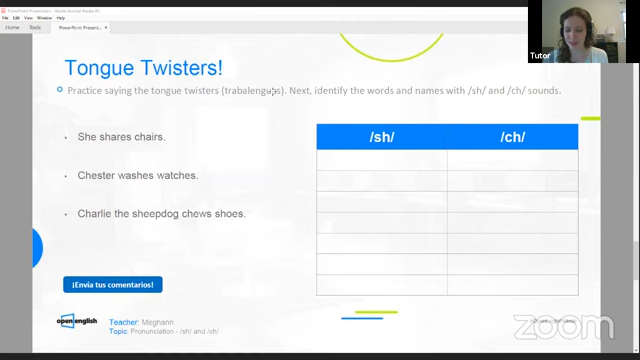 PowerPoint Presentation
File Edit View Window Help
Home Tools
PowerPoint Present...
Tutor
Tongue Twisters!
Practice saying the tongue twisters (trabalenguas). Next, identify the words and names with /sh/ and /ch/ sounds.
• She shares chairs.
• Chester washes watches.
• Charlie the sheepdog chews shoes.
/sh/ /ch/
¡Envía tus comentarios!
openenglish
Teacher: Meghann
Topic: Pronunciation - /sh/ and /ch/
zoom